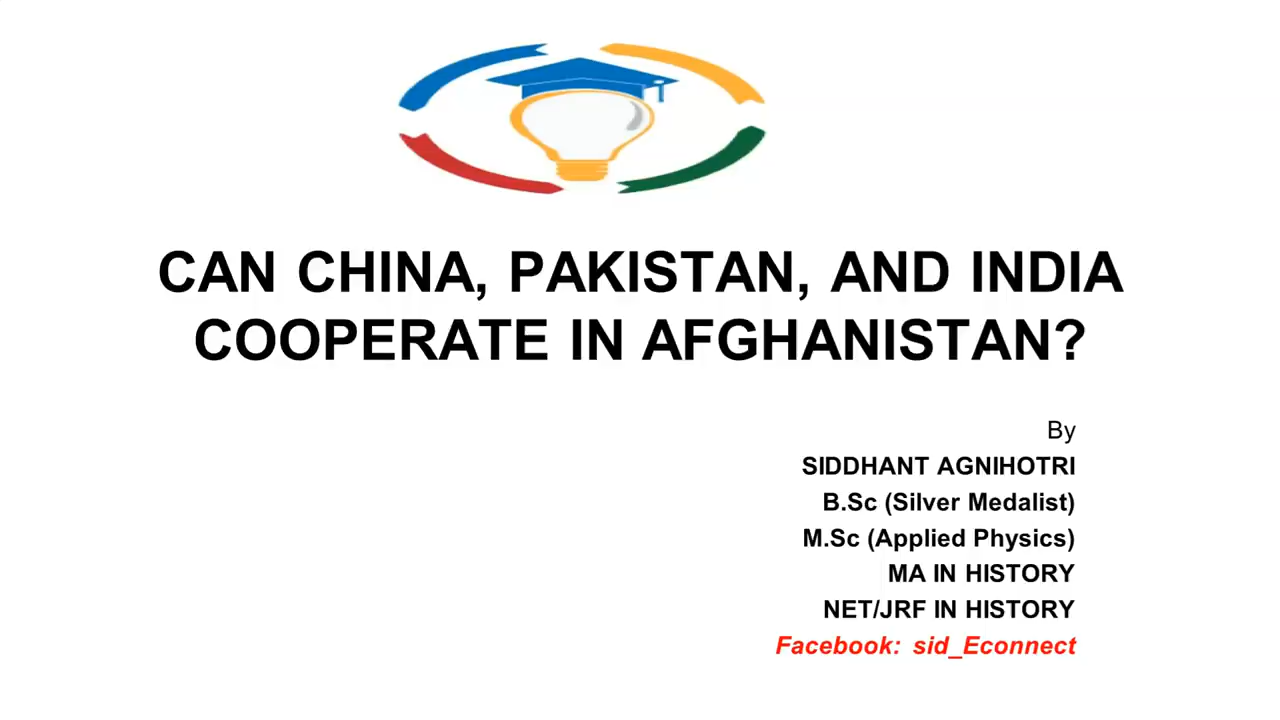 CAN CHINA, PAKISTAN, AND INDIA
COOPERATE IN AFGHANISTAN?
By
SIDDHANT AGNIHOTRI
B.Sc (Silver Medalist)
M.Sc (Applied Physics)
MA IN HISTORY
NET/JRF IN HISTORY
Facebook: sid_Econnect